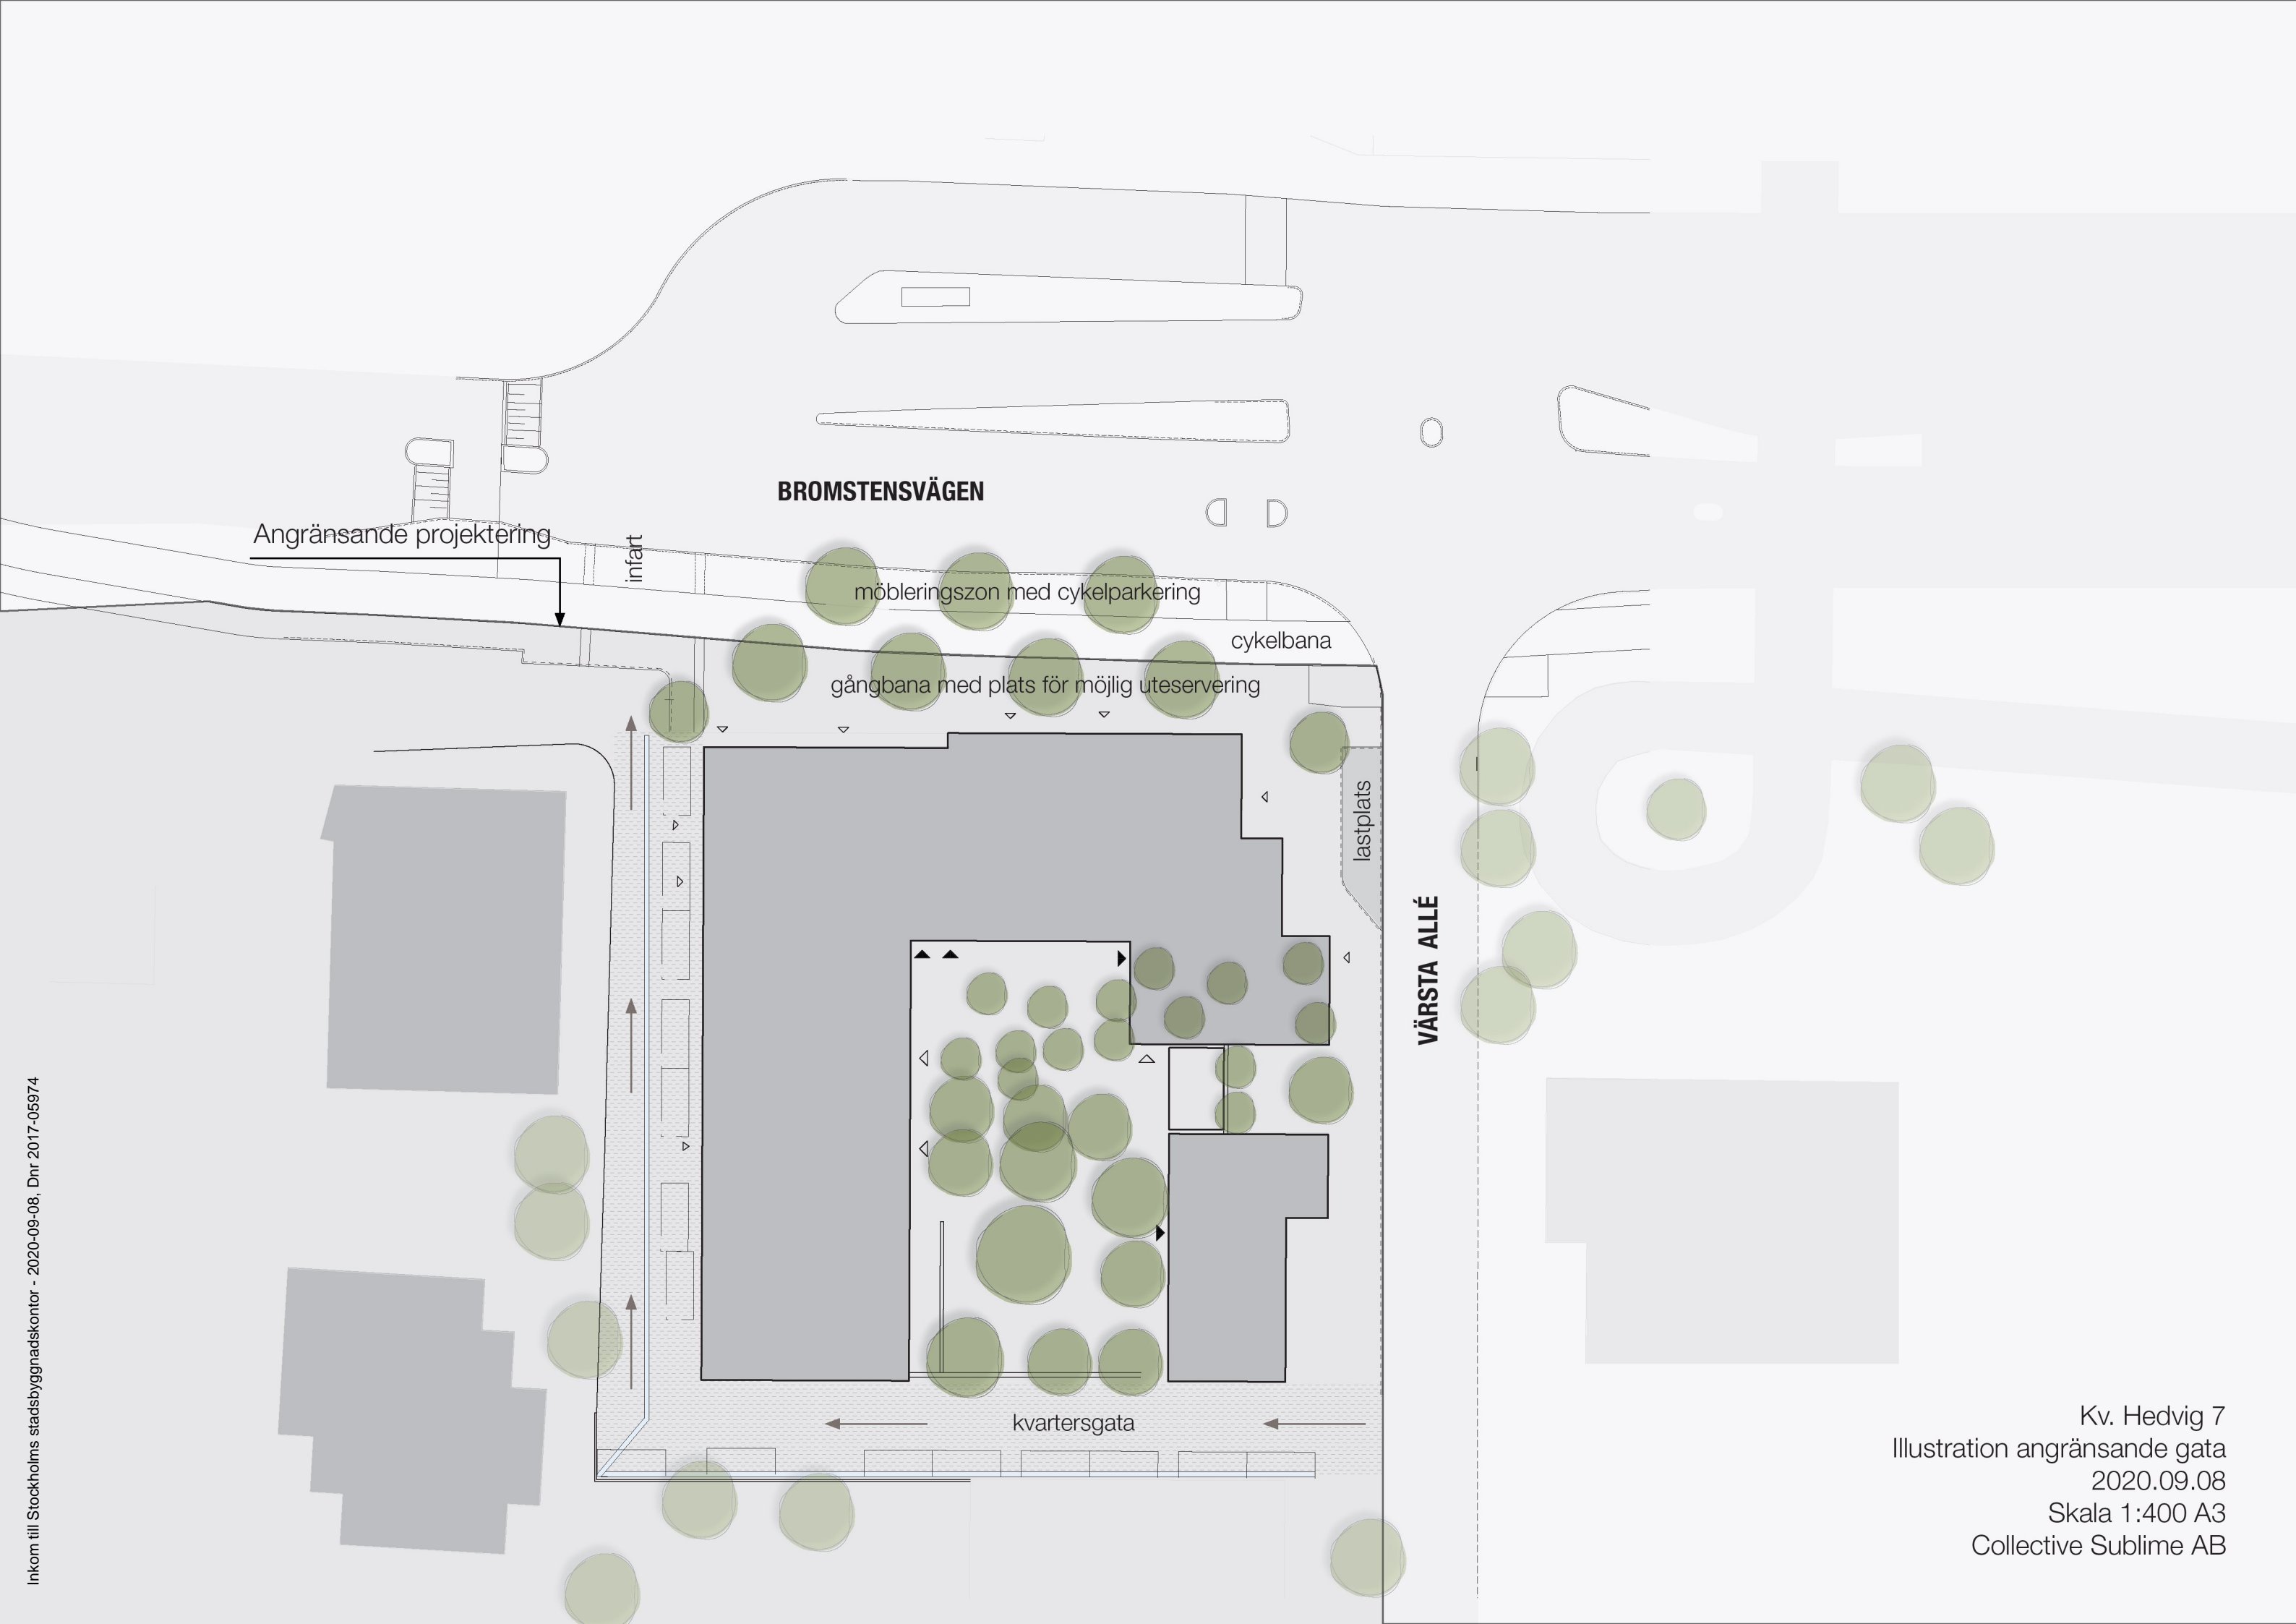 BROMSTENSVÄGEN
Angränsande projektering
infart
möbleringszon med cykelparkering
cykelbana
gångbana med plats för möjlig uteservering
lastplats
VÄRSTA ALLÉ
kvartersgata
Inkom till Stockholms stadsbyggnadskontor - 2020-09-08, Dnr 2017-05974
Kv. Hedvig 7
Illustration angränsande gata
2020.09.08
Skala 1:400 A3
Collective Sublime AB